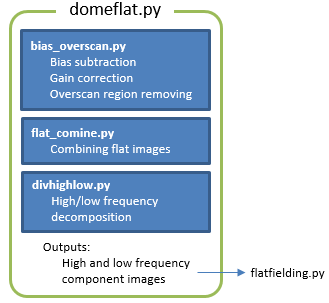 domeflat.py
bias_overscan.py
Bias subtraction
Gain correction
Overscan region removing
flat_comine.py
Combining flat images
divhighlow.py
High/low frequency
decomposition
Outputs:
High and low frequency
component images
flatfielding.py